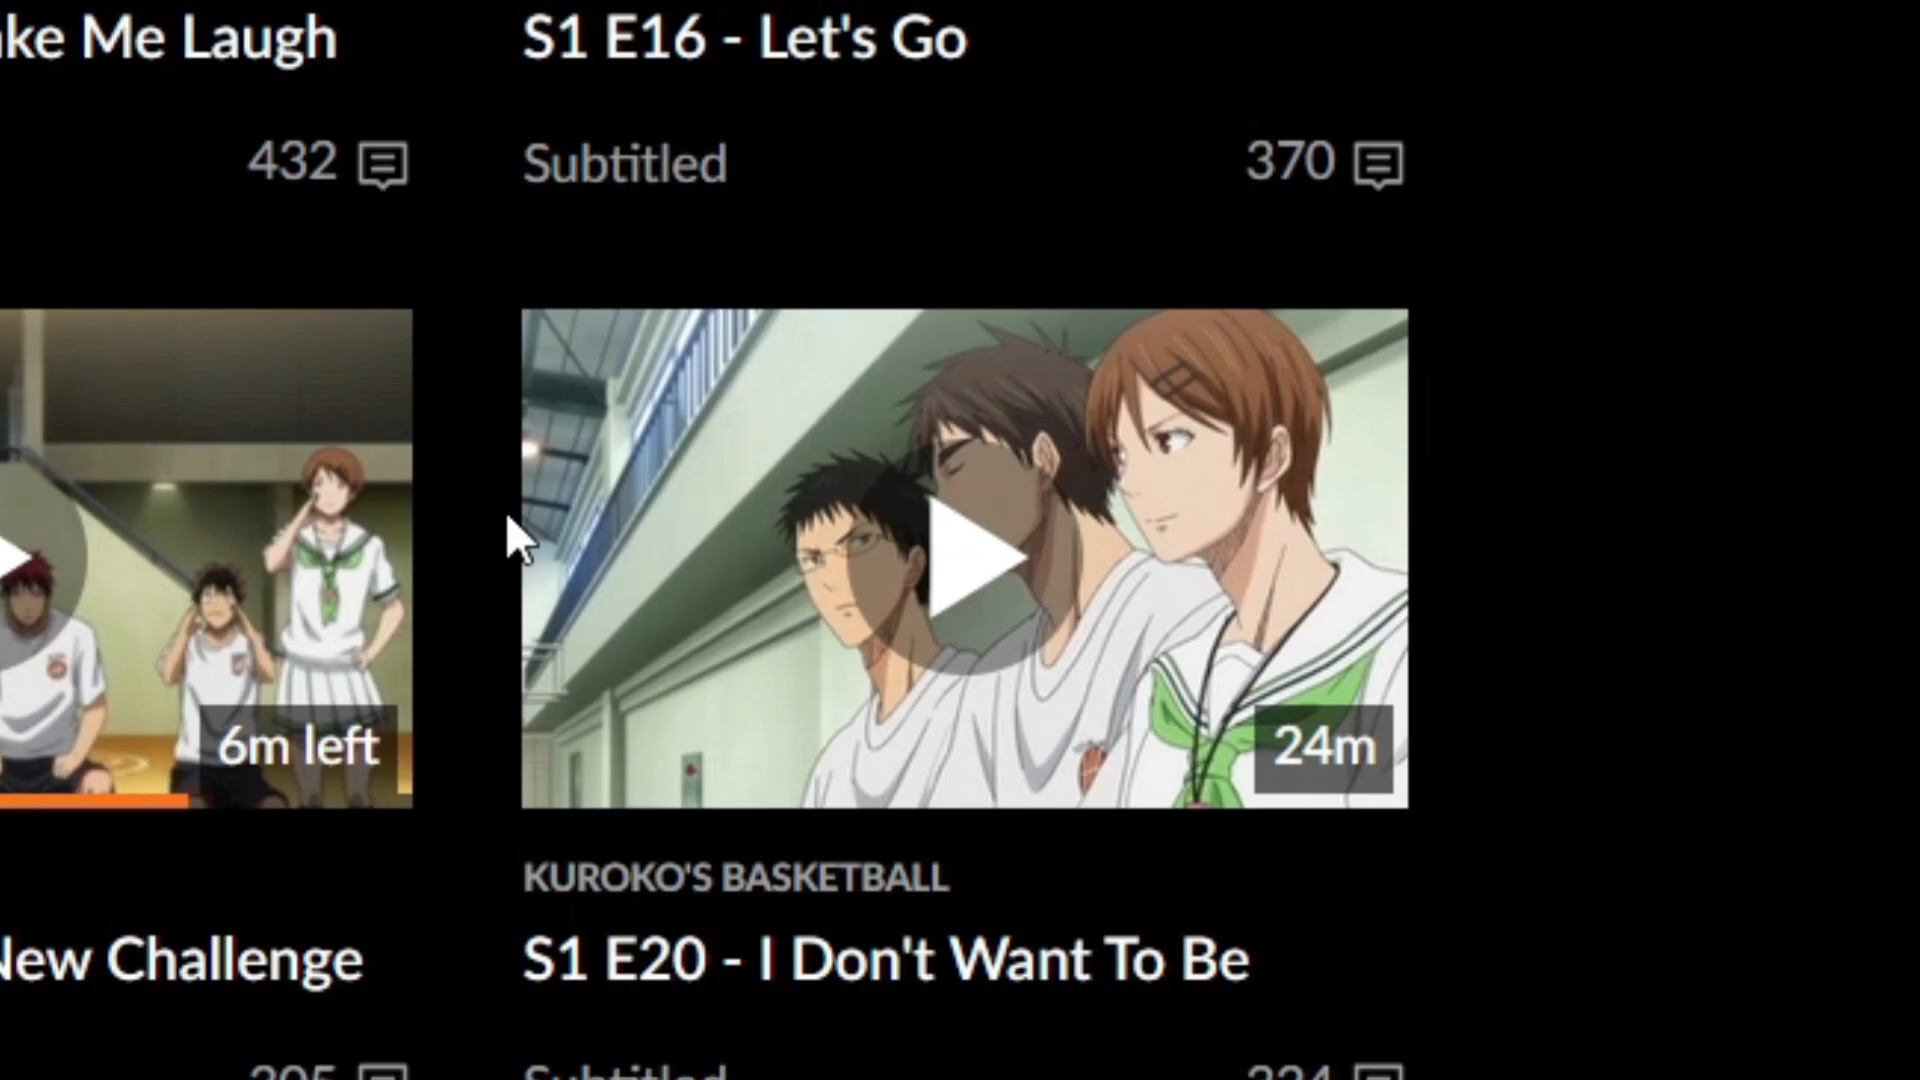 ke Me Laugh
S1 E16 - Let's Go
432
Subtitled
370
6m left
24m
KUROKO'S BASKETBALL
New Challenge
S1 E20 - I Don't Want To Be
Subtitled